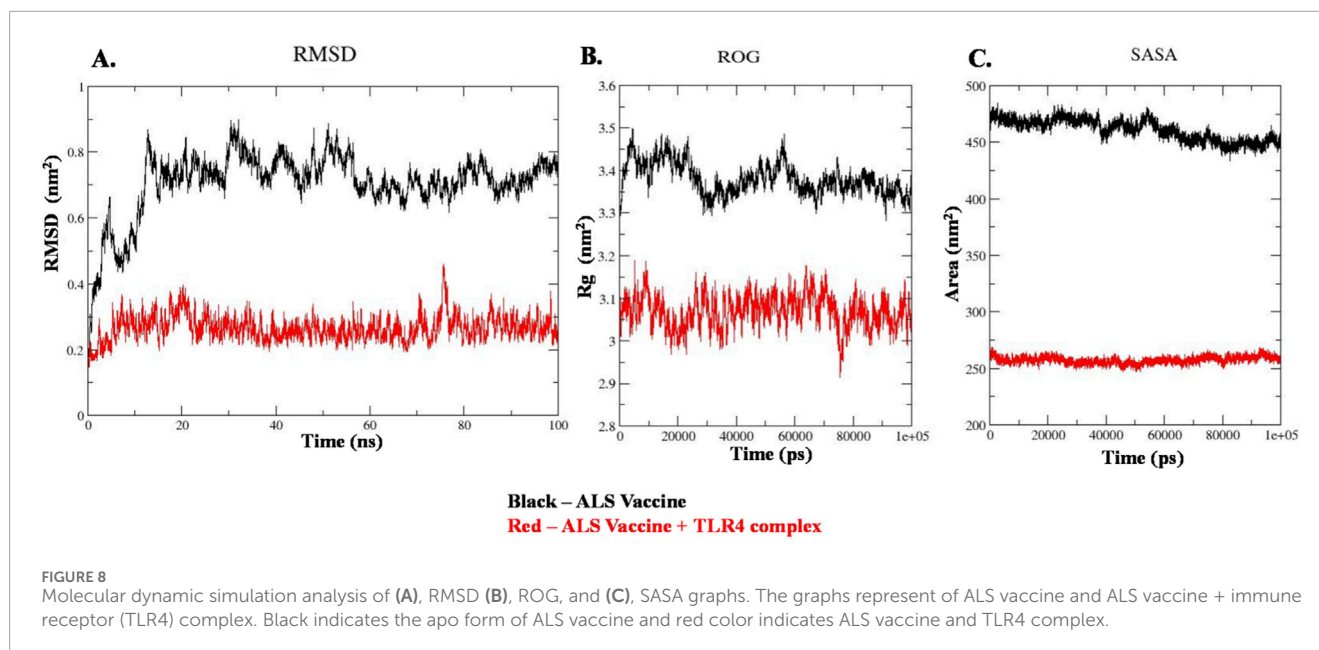 A.
RMSD
1
0.8
0.6
0.4
0.2
0
RMSD (nm²)
0 20 40 60 80 100
Time (ns)
B.
ROG
3.6
3.5
3.4
3.3
3.2
3.1
3
2.9
2.8
Rg (nm²)
0 20000 40000 60000 80000 1e+05
Time (ps)
C.
SASA
500
450
400
350
300
250
200
Area (nm²)
0 20000 40000 60000 80000 1e+05
Time (ps)
Black – ALS Vaccine
Red – ALS Vaccine + TLR4 complex
FIGURE 8
Molecular dynamic simulation analysis of (A), RMSD (B), ROG, and (C), SASA graphs. The graphs represent of ALS vaccine and ALS vaccine + immune
receptor (TLR4) complex. Black indicates the apo form of ALS vaccine and red color indicates ALS vaccine and TLR4 complex.